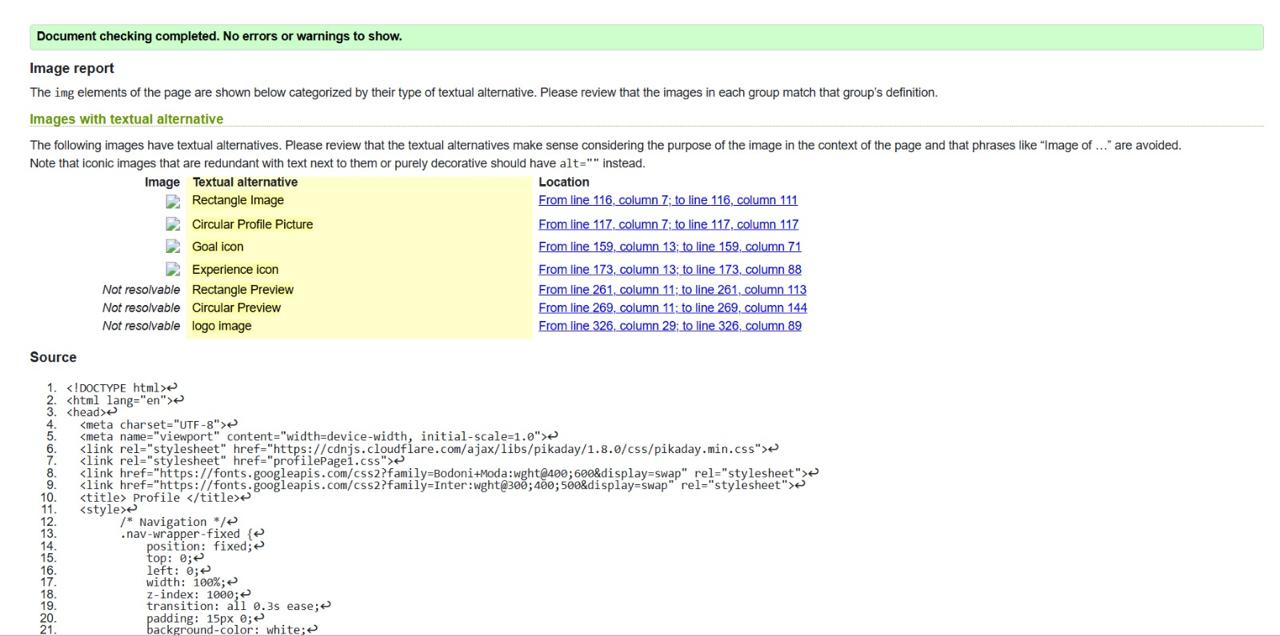 Document checking completed. No errors or warnings to show.
Image report
The img elements of the page are shown below categorized by their type of textual alternative. Please review that the images in each group match that group's definition.
Images with textual alternative
The following images have textual alternatives. Please review that the textual alternatives make sense considering the purpose of the image in the context of the page and that phrases like “Image of …” are avoided.
Note that iconic images that are redundant with text next to them or purely decorative should have alt="" instead.
Image Textual alternative Location
Rectangle Image From line 116, column 7; to line 116, column 111
Circular Profile Picture From line 117, column 7; to line 117, column 117
Goal icon From line 159, column 13; to line 159, column 71
Experience icon From line 173, column 13; to line 173, column 88
Not resolvable Rectangle Preview From line 261, column 11; to line 261, column 113
Not resolvable Circular Preview From line 269, column 11; to line 269, column 144
Not resolvable logo image From line 326, column 29; to line 326, column 89
Source
1. <!DOCTYPE html>↩
2. <html lang="en">↩
3. <head>↩
4. <meta charset="UTF-8">↩
5. <meta name="viewport" content="width=device-width, initial-scale=1.0">↩
6. <link rel="stylesheet" href="https://cdnjs.cloudflare.com/ajax/libs/pikaday/1.8.0/css/pikaday.min.css">↩
7. <link rel="stylesheet" href="profilePage1.css">↩
8. <link href="https://fonts.googleapis.com/css2?family=Bodoni+Moda:wght@400;600&display=swap" rel="stylesheet">↩
9. <link href="https://fonts.googleapis.com/css2?family=Inter:wght@300;400;500&display=swap" rel="stylesheet">↩
10. <title> Profile </title>↩
11. <style>↩
12. /* Navigation */↩
13. .nav-wrapper-fixed {↩
14. position: fixed;↩
15. top: 0;↩
16. left: 0;↩
17. width: 100%;↩
18. z-index: 1000;↩
19. transition: all 0.3s ease;↩
20. padding: 15px 0;↩
21. background-color: white;↩